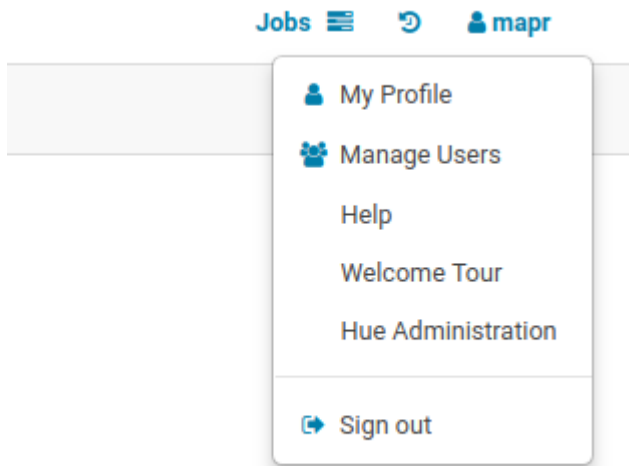 Jobs mapr
My Profile
Manage Users
Help
Welcome Tour
Hue Administration
Sign out